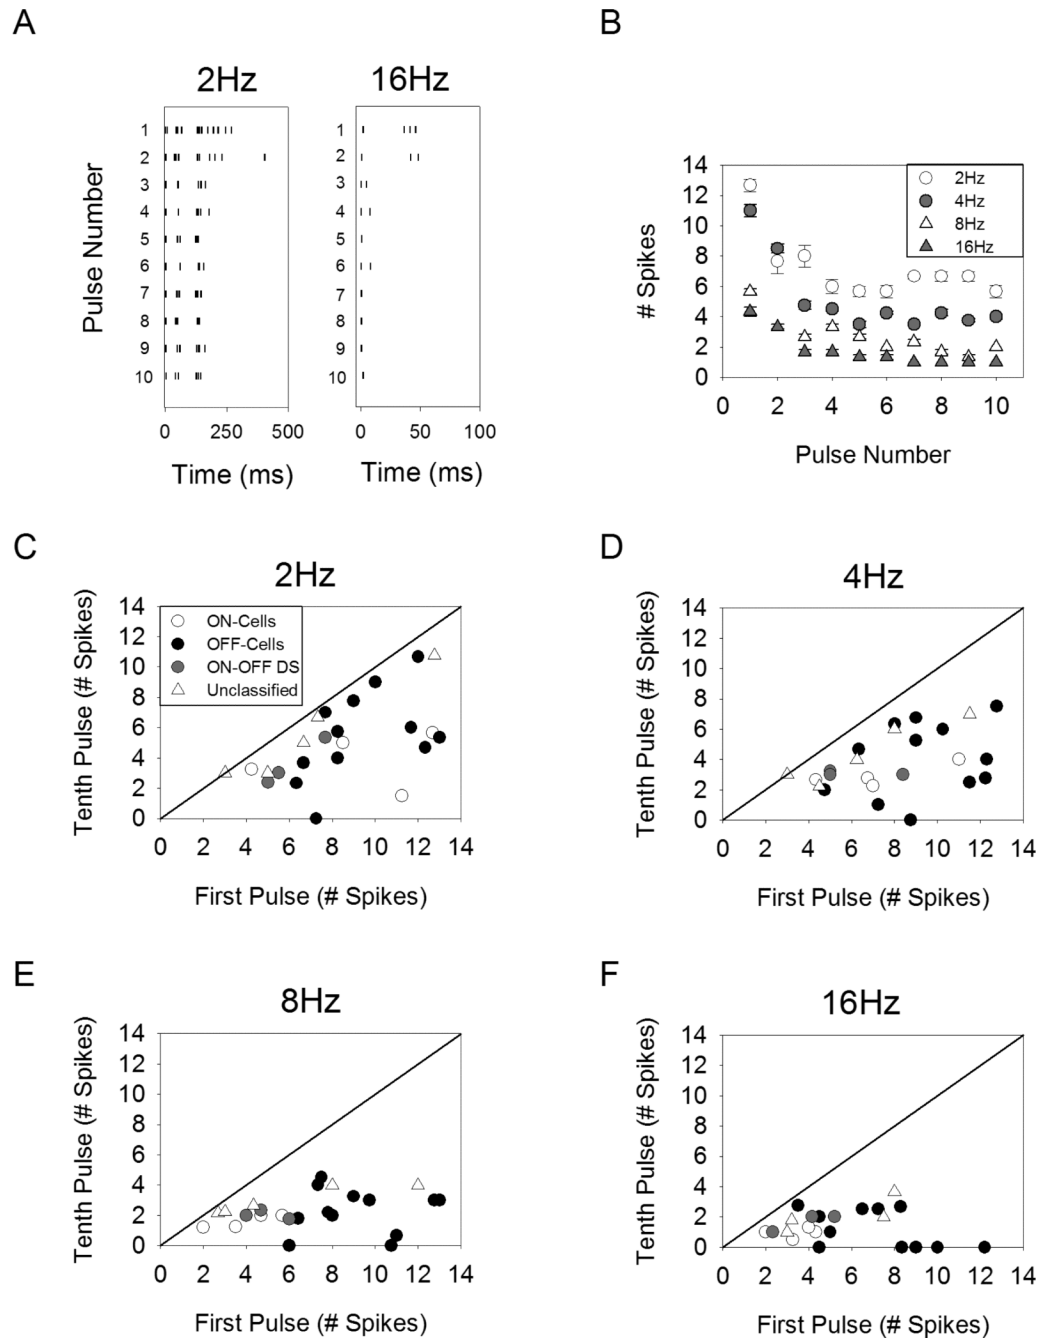 A
B
2Hz
16Hz
Pulse Number
1
2
3
4
5
6
7
8
9
10
0 250 500
Time (ms)
1
2
3
4
5
6
7
8
9
10
0 50 100
Time (ms)
# Spikes
14
12
10
8
6
4
2
0
2Hz
4Hz
8Hz
16Hz
0 2 4 6 8 10
Pulse Number
C
D
2Hz
Tenth Pulse (# Spikes)
14
12
10
8
6
4
2
0
ON-Cells
OFF-Cells
ON-OFF DS
Unclassified
0 2 4 6 8 10 12 14
First Pulse (# Spikes)
4Hz
Tenth Pulse (# Spikes)
14
12
10
8
6
4
2
0
0 2 4 6 8 10 12 14
First Pulse (# Spikes)
E
F
8Hz
Tenth Pulse (# Spikes)
14
12
10
8
6
4
2
0
0 2 4 6 8 10 12 14
First Pulse (# Spikes)
16Hz
Tenth Pulse (# Spikes)
14
12
10
8
6
4
2
0
0 2 4 6 8 10 12 14
First Pulse (# Spikes)